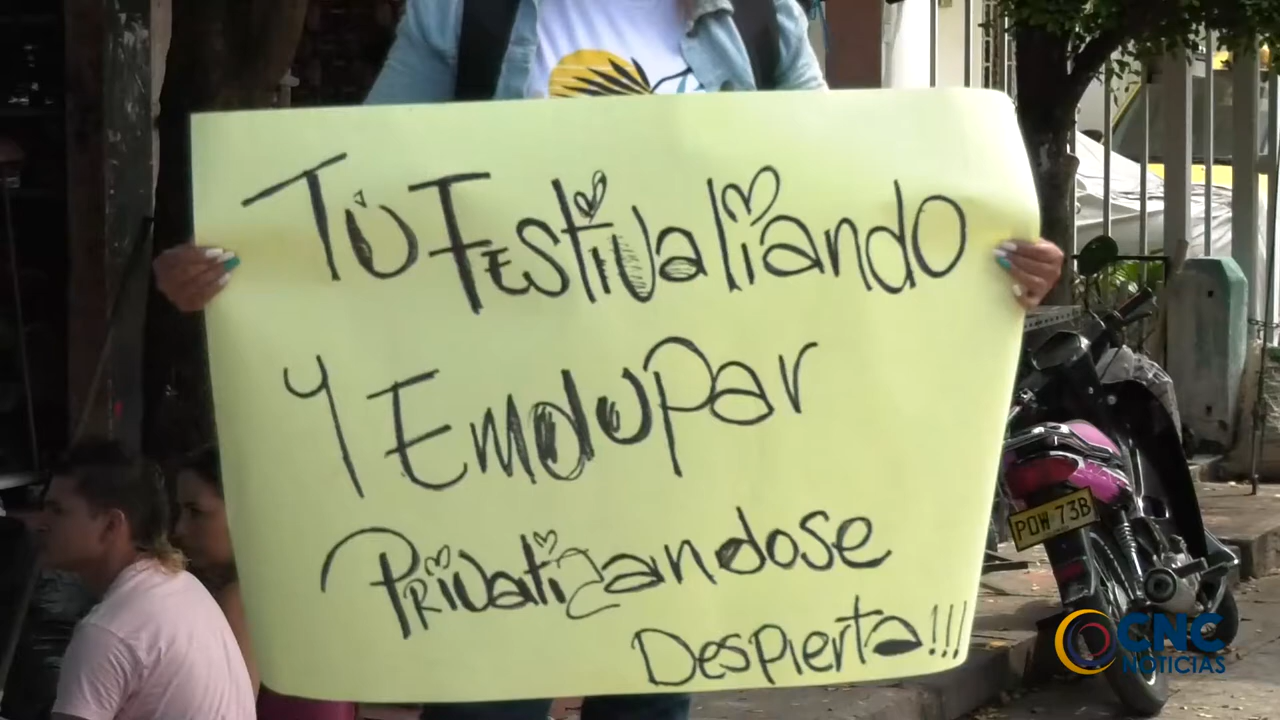 TÚ FEStiValiando
Y EmduPar
PRiVatizandose
DesPierta!!!
POW 73B
CNC
NOTICIAS